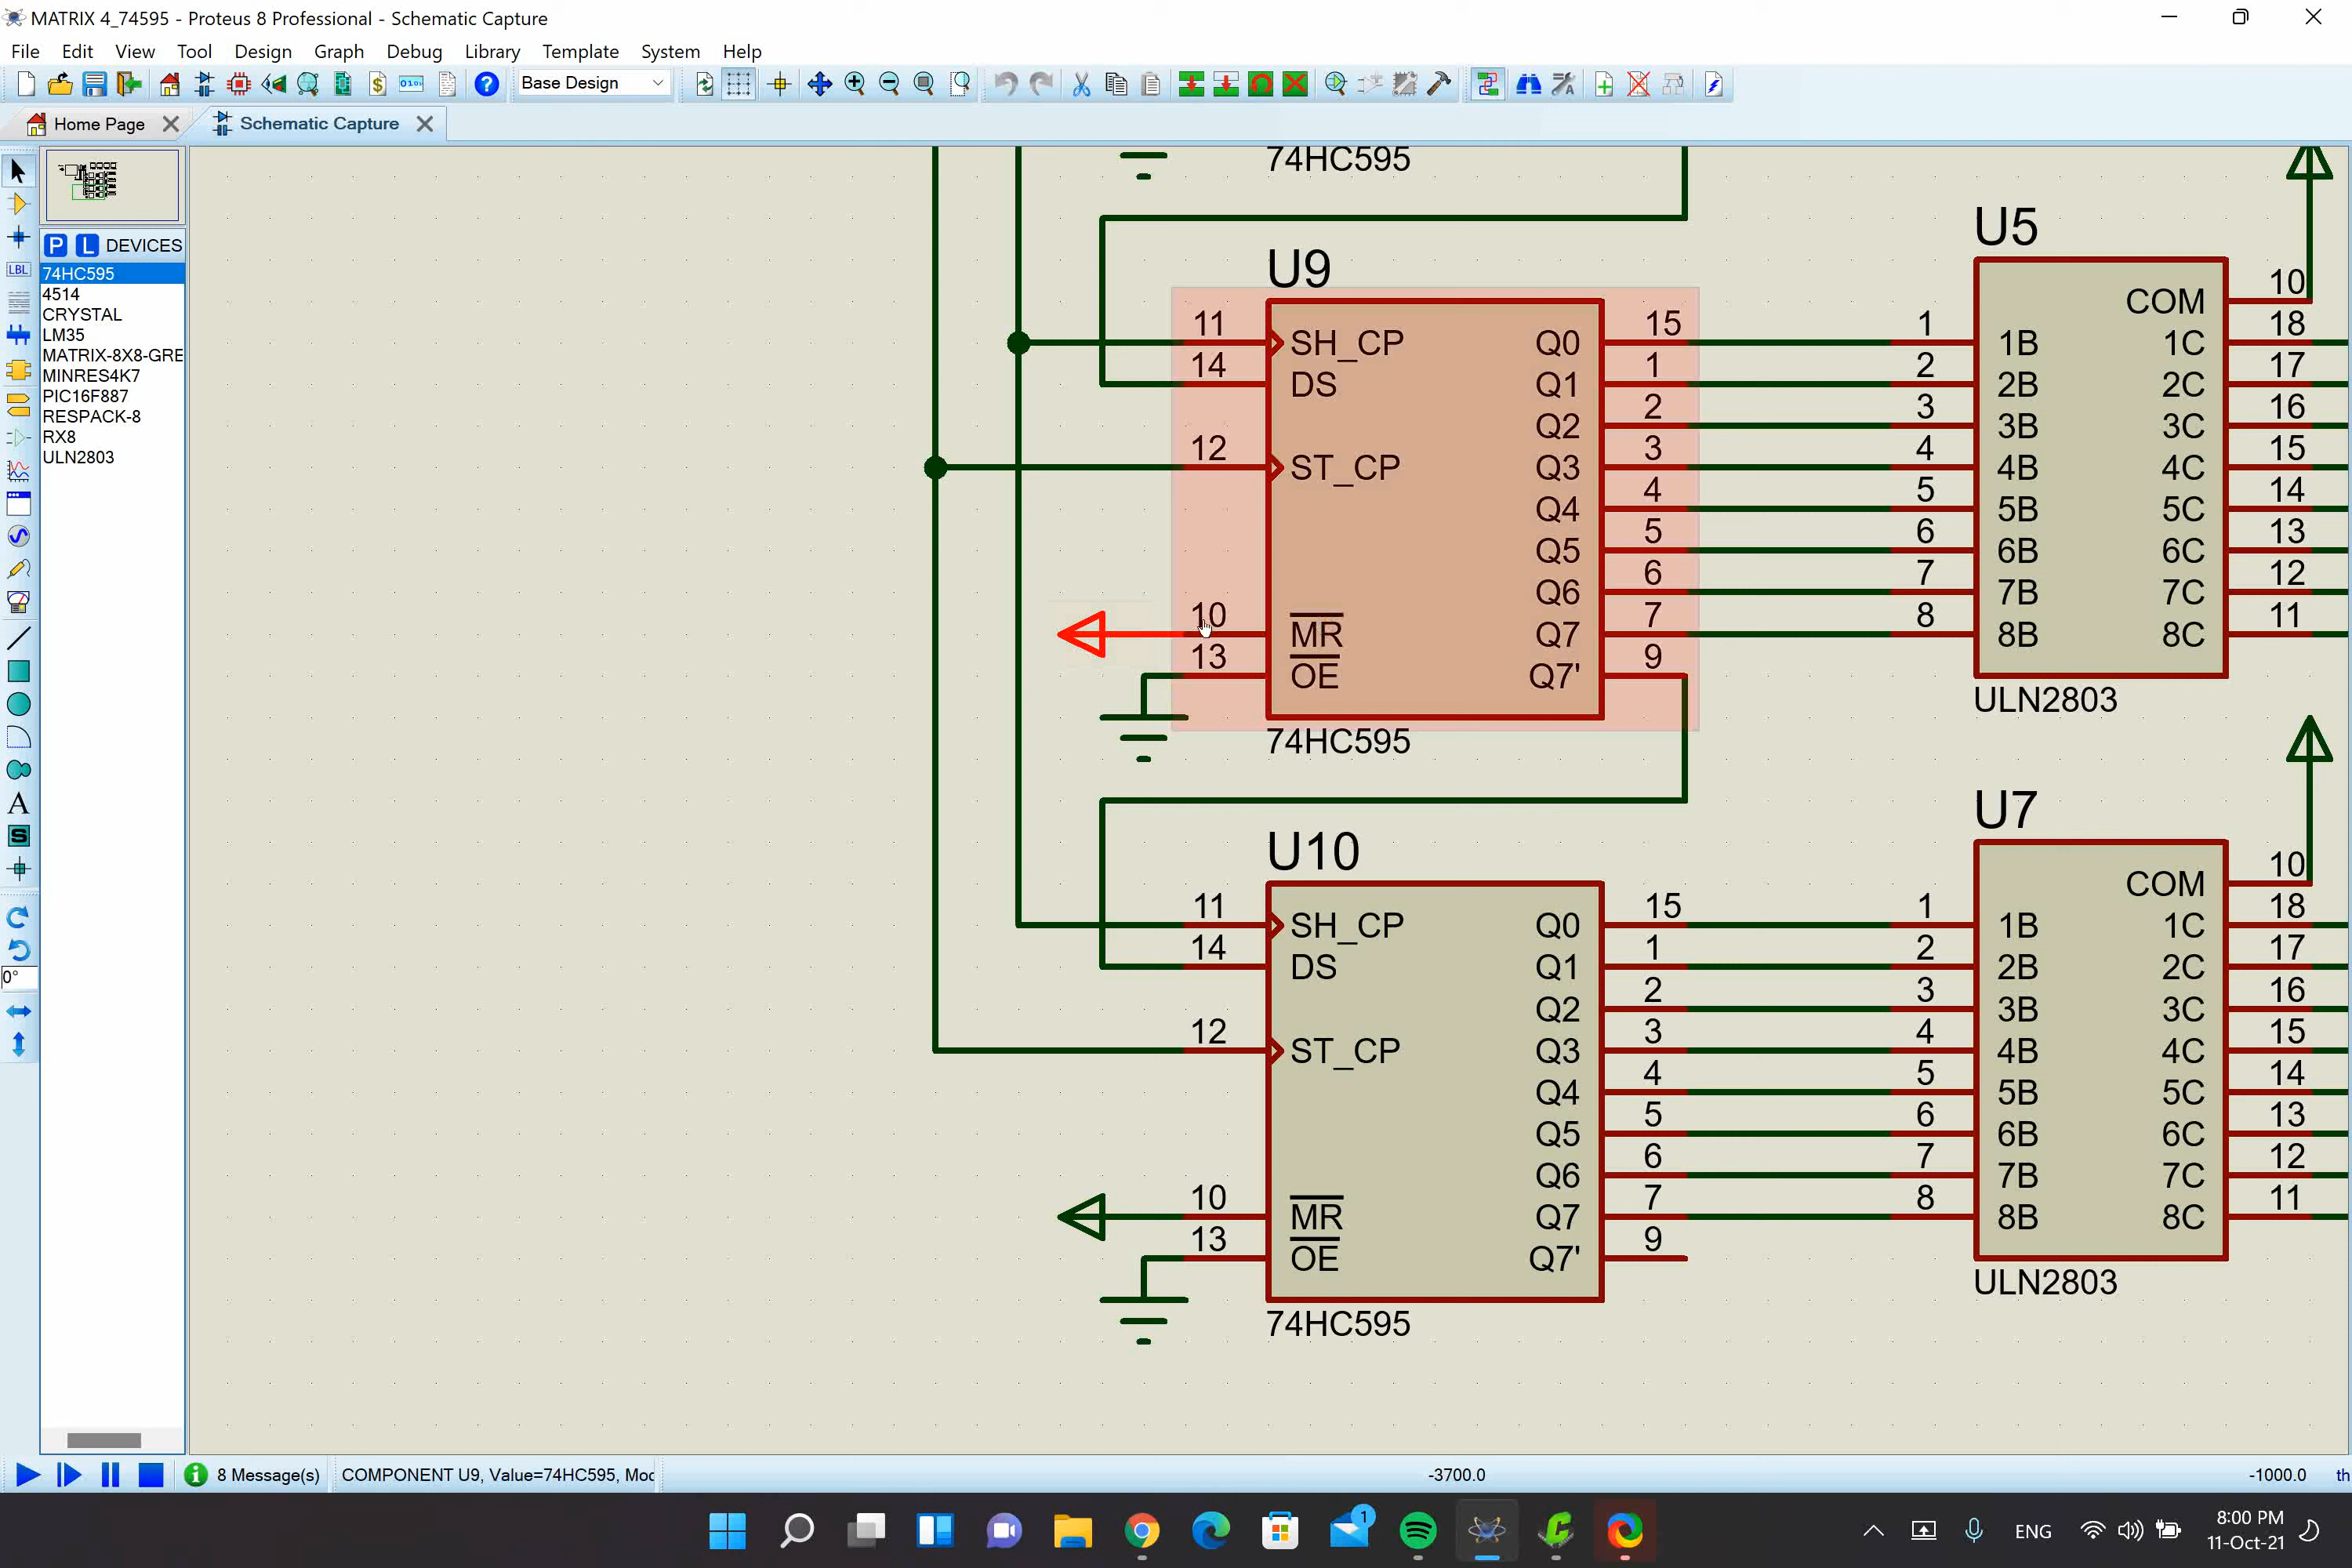 MATRIX 4_74595 - Proteus 8 Professional - Schematic Capture
File Edit View Tool Design Graph Debug Library Template System Help
Base Design
Home Page
Schematic Capture
P L DEVICES
74HC595
4514
CRYSTAL
LM35
MATRIX-8X8-GRE
MINRES4K7
PIC16F887
RESPACK-8
RX8
ULN2803
LBL
A
S
0°
74HC595
U9
11 SH_CP Q0 15
14 DS Q1 1
Q2 2
12 ST_CP Q3 3
Q4 4
Q5 5
Q6 6
10 MR Q7 7
13 OE Q7' 9
74HC595
U5
COM 10
1 1B 1C 18
2 2B 2C 17
3 3B 3C 16
4 4B 4C 15
5 5B 5C 14
6 6B 6C 13
7 7B 7C 12
8 8B 8C 11
ULN2803
U10
11 SH_CP Q0 15
14 DS Q1 1
Q2 2
12 ST_CP Q3 3
Q4 4
Q5 5
Q6 6
10 MR Q7 7
13 OE Q7' 9
74HC595
U7
COM 10
1 1B 1C 18
2 2B 2C 17
3 3B 3C 16
4 4B 4C 15
5 5B 5C 14
6 6B 6C 13
7 7B 7C 12
8 8B 8C 11
ULN2803
8 Message(s) COMPONENT U9, Value=74HC595, Moc -3700.0 -1000.0 th
1
ENG
8:00 PM
11-Oct-21